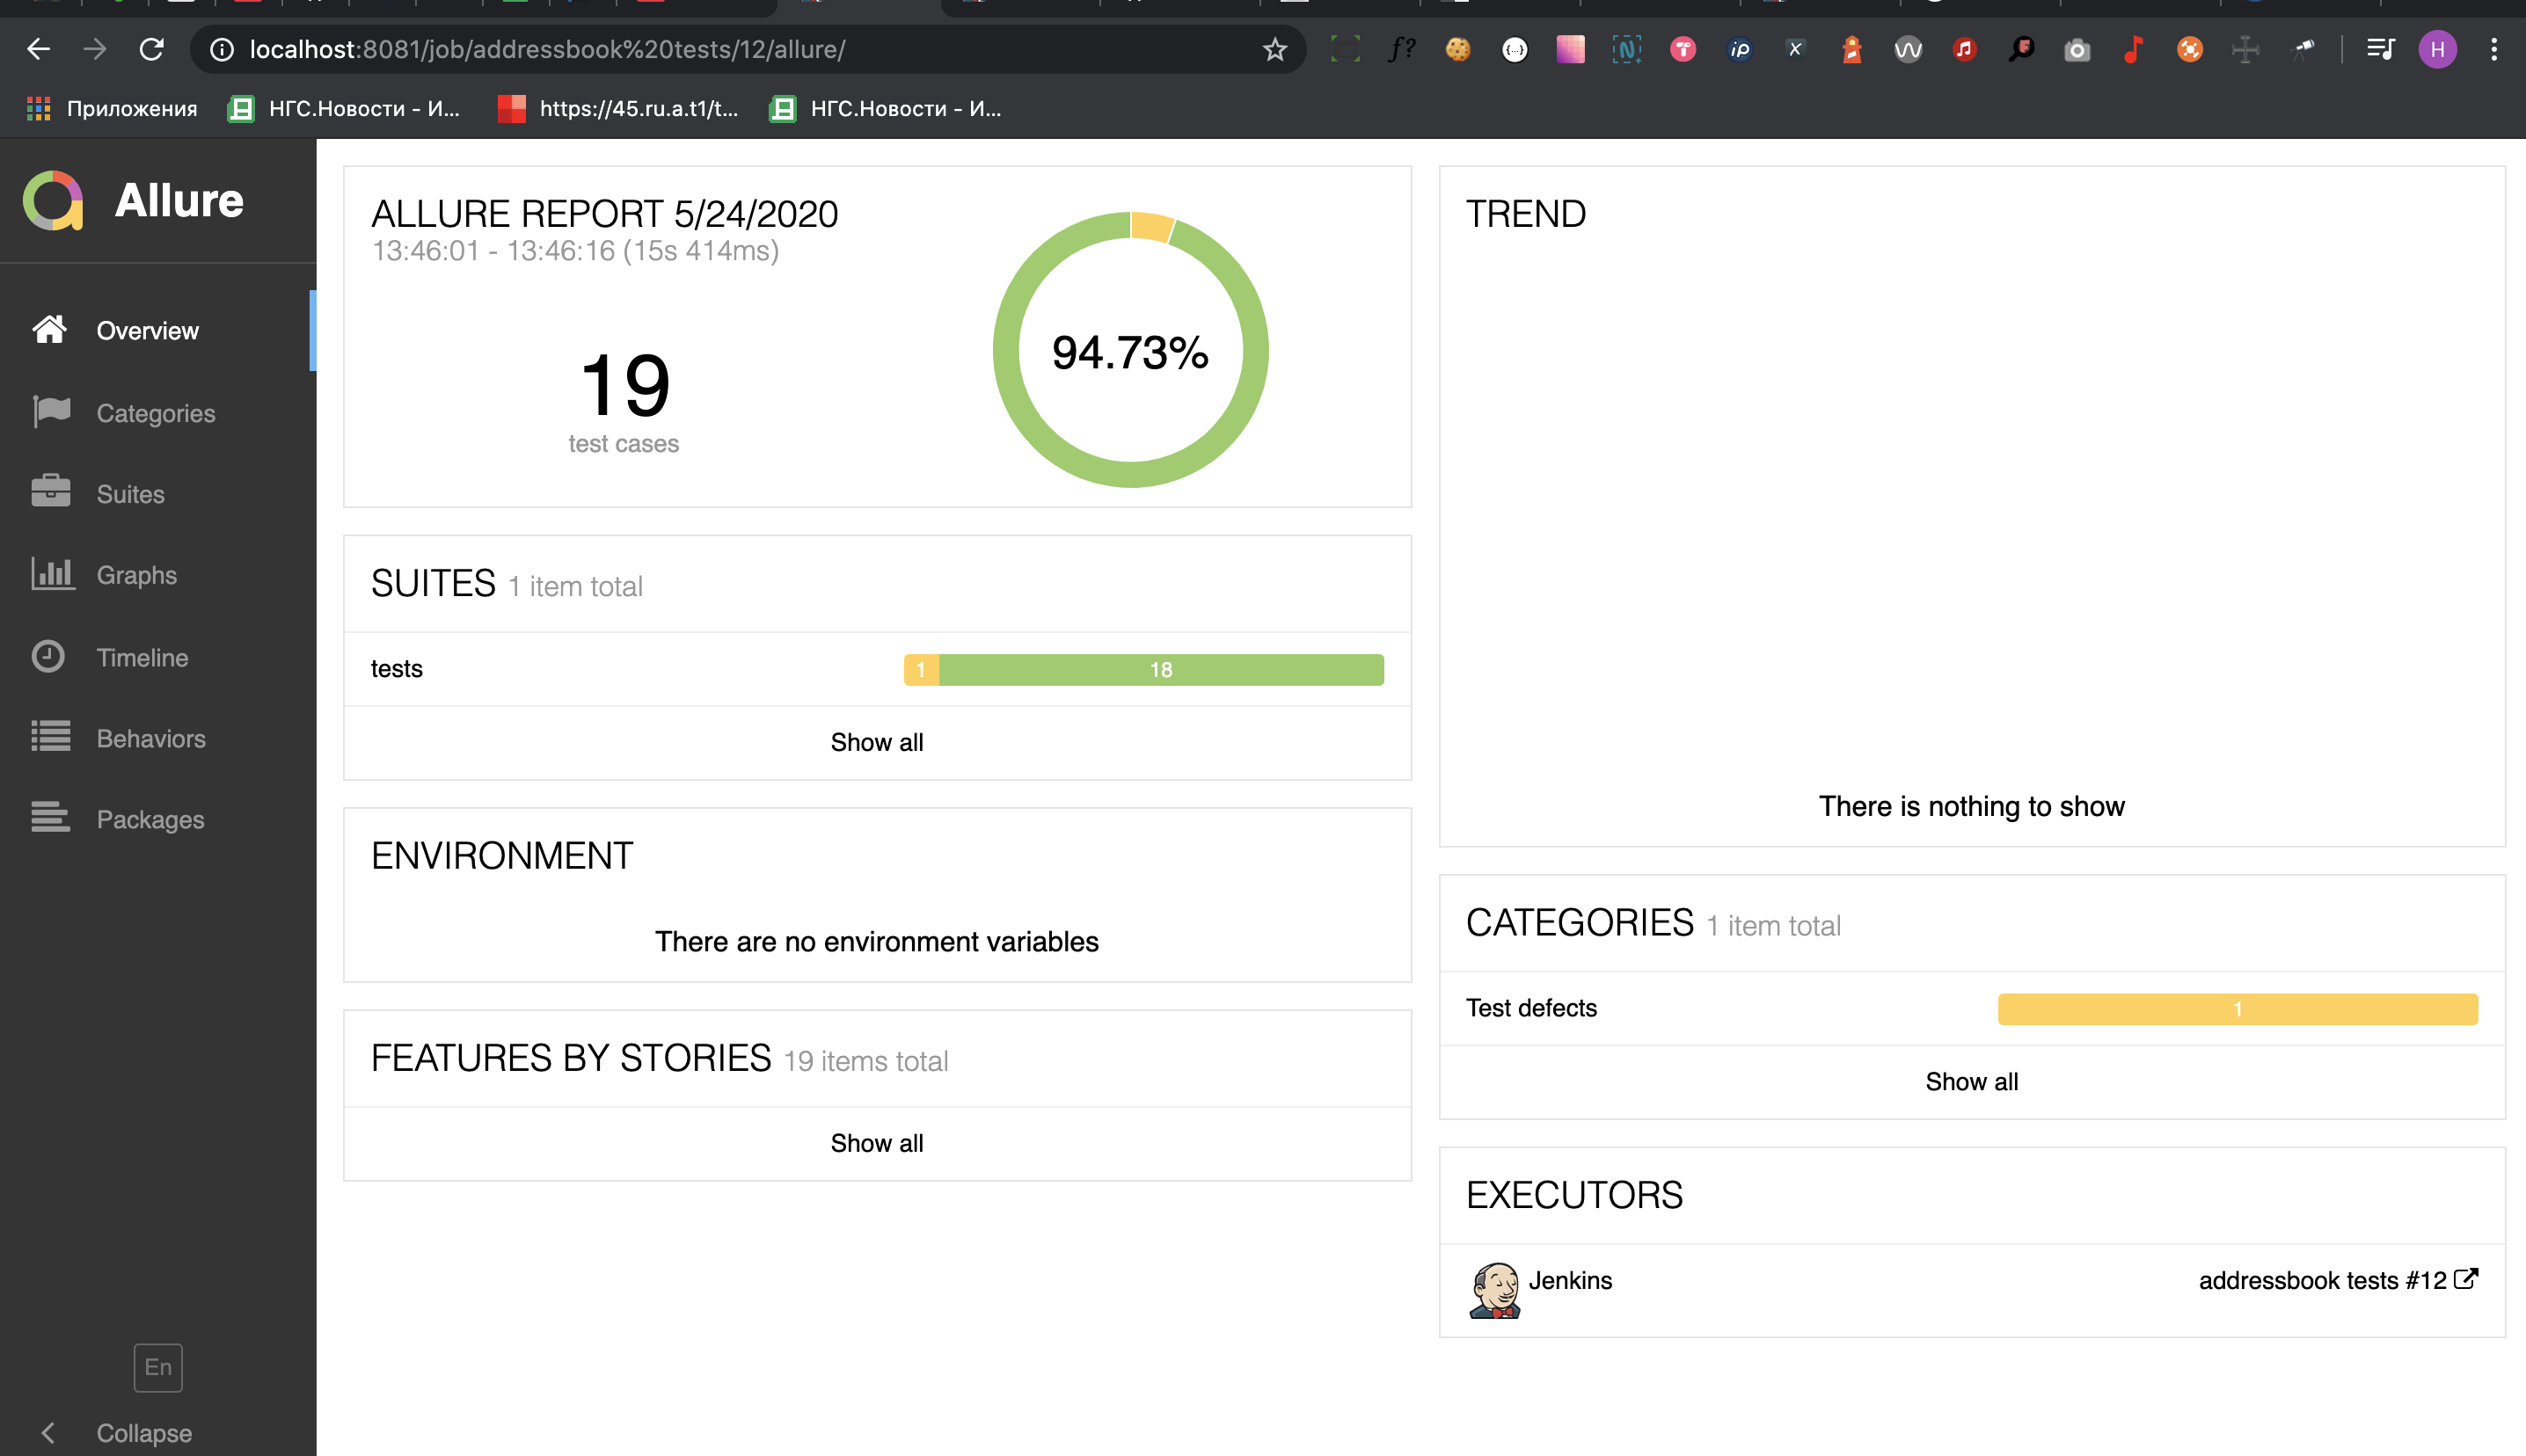 localhost:8081/job/addressbook%20tests/12/allure/
ƒ?
H
Приложения
НГС.Новости - И...
https://45.ru.a.t1/t...
НГС.Новости - И...
Allure
Overview
Categories
Suites
Graphs
Timeline
Behaviors
Packages
En
Collapse
ALLURE REPORT 5/24/2020
13:46:01 - 13:46:16 (15s 414ms)
19
test cases
94.73%
SUITES 1 item total
tests 1 18
Show all
ENVIRONMENT
There are no environment variables
FEATURES BY STORIES 19 items total
Show all
TREND
There is nothing to show
CATEGORIES 1 item total
Test defects 1
Show all
EXECUTORS
Jenkins addressbook tests #12